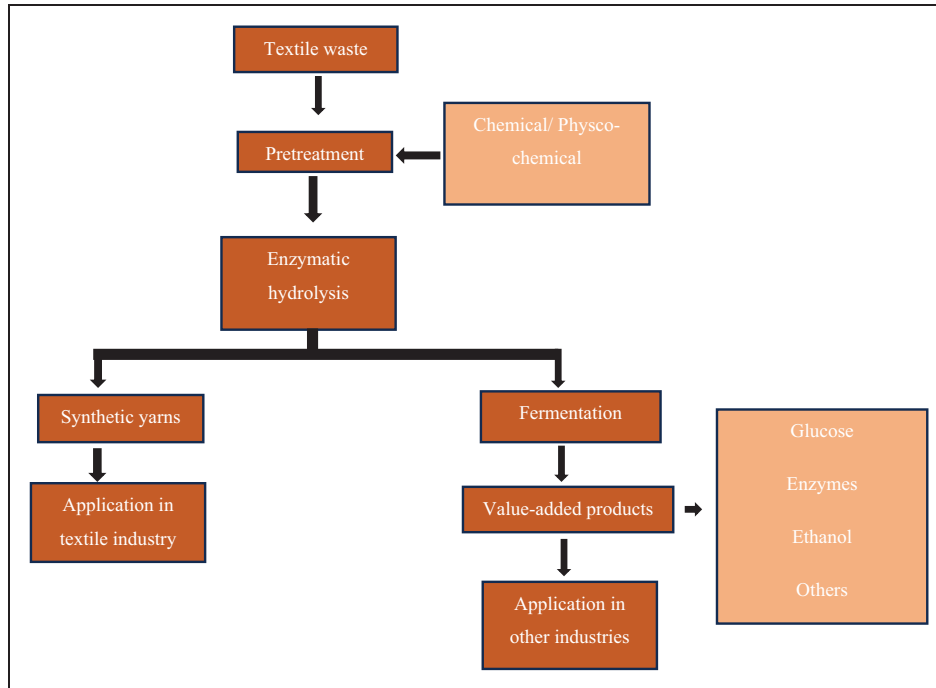 Textile waste
Chemical/ Physco-
chemical
Pretreatment
Enzymatic
hydrolysis
Synthetic yarns
Application in
textile industry
Fermentation
Value-added products
Application in
other industries
Glucose
Enzymes
Ethanol
Others